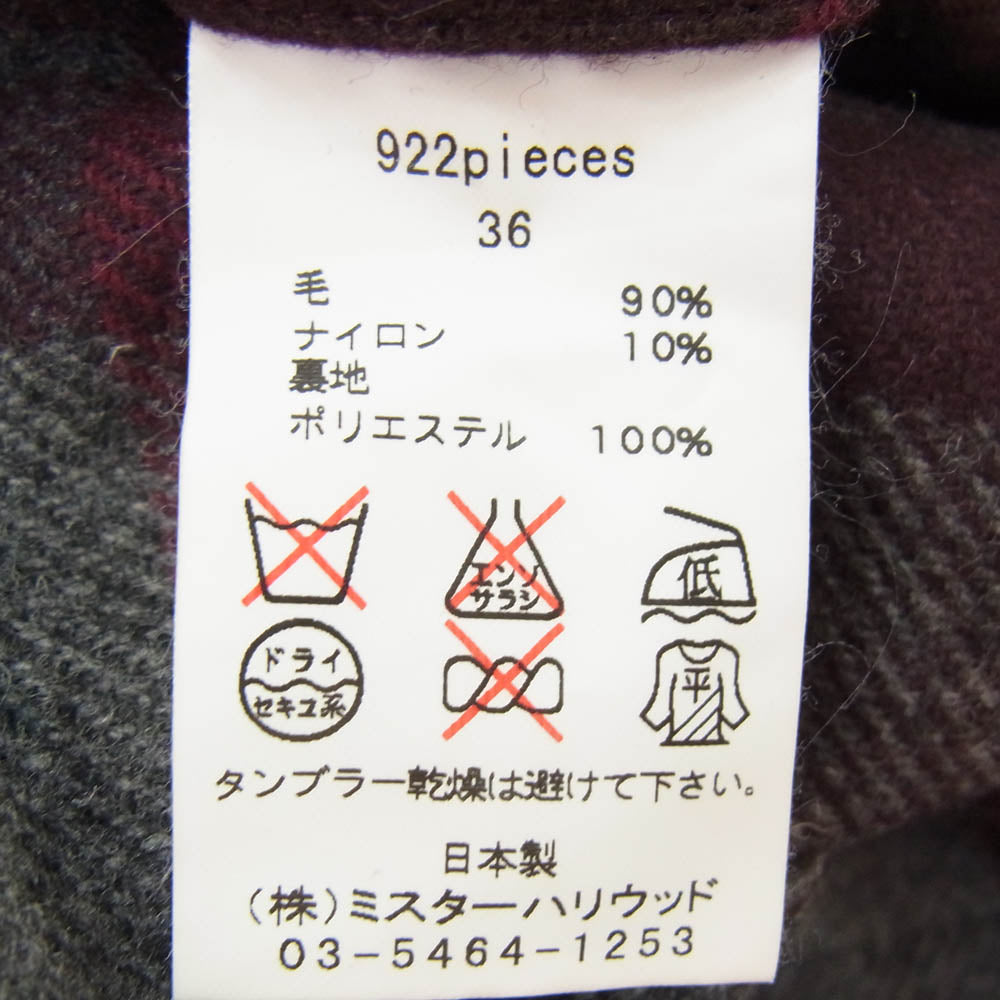 922pieces
36
毛 90%
ナイロン 10%
裏地
ポリエステル 100%
エンソ
サラシ
低
ドライ
セキユ系
平
タンブラー乾燥は避けて下さい。
日本製
(株)ミスターハリウッド
03-5464-1253